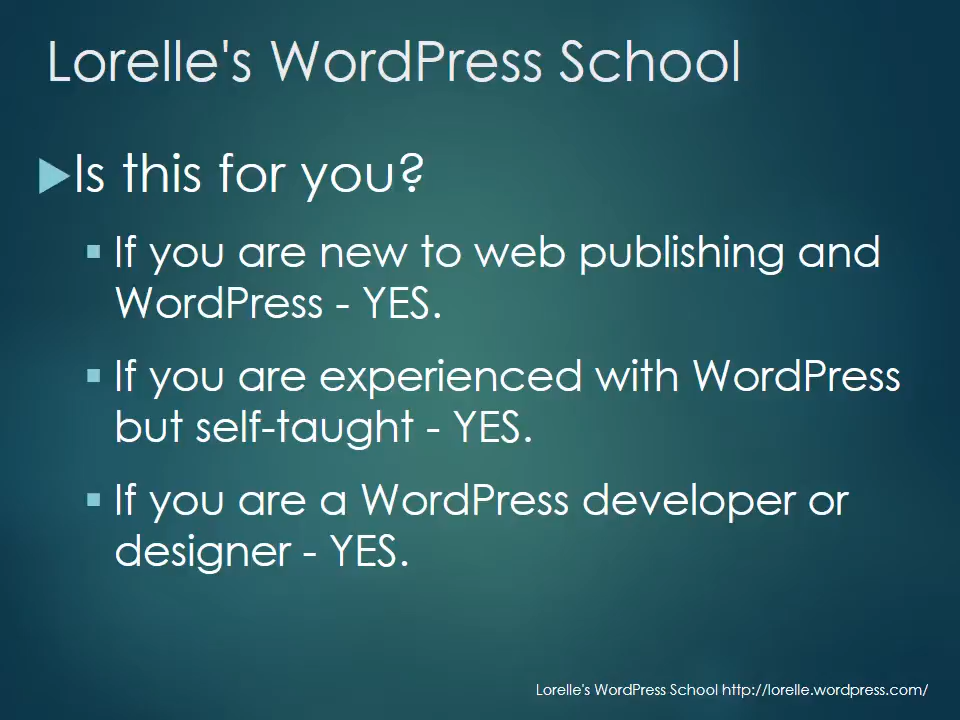 Lorelle's WordPress School
Is this for you?
If you are new to web publishing and
WordPress - YES.
If you are experienced with WordPress
but self-taught - YES.
If you are a WordPress developer or
designer - YES.
Lorelle's WordPress School http://lorelle.wordpress.com/